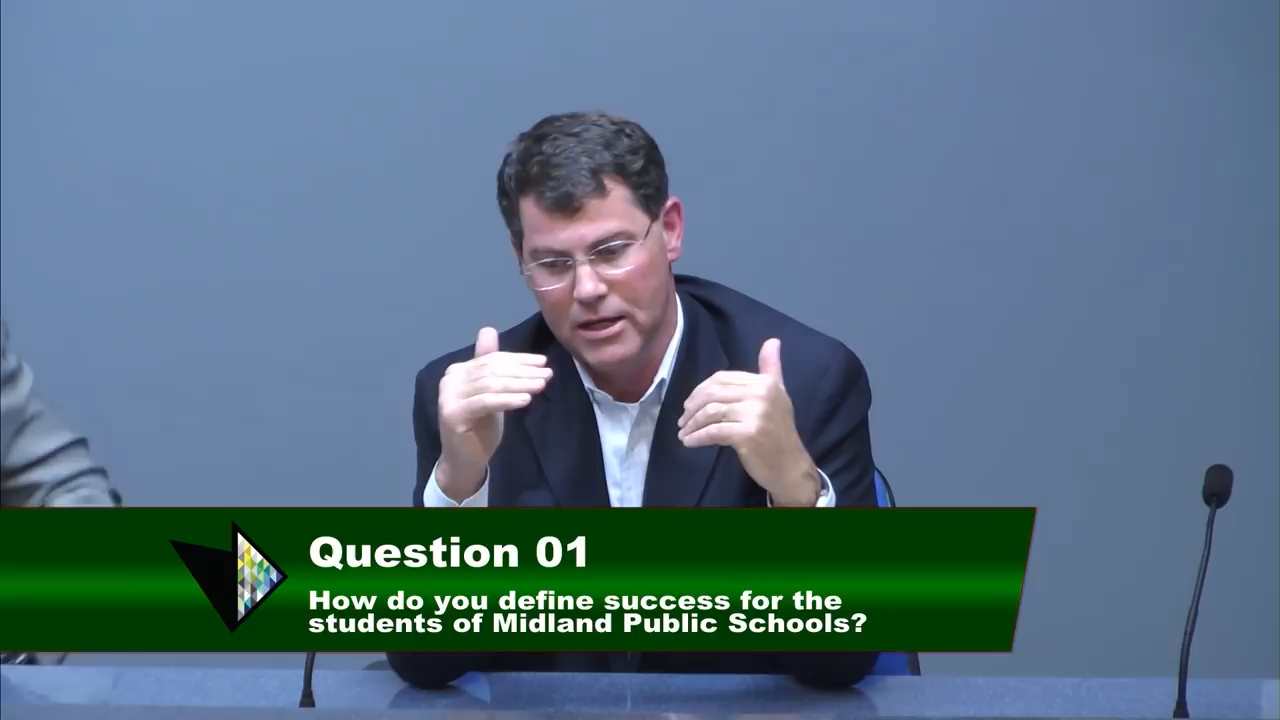 Question 01
How do you define success for the
students of Midland Public Schools?